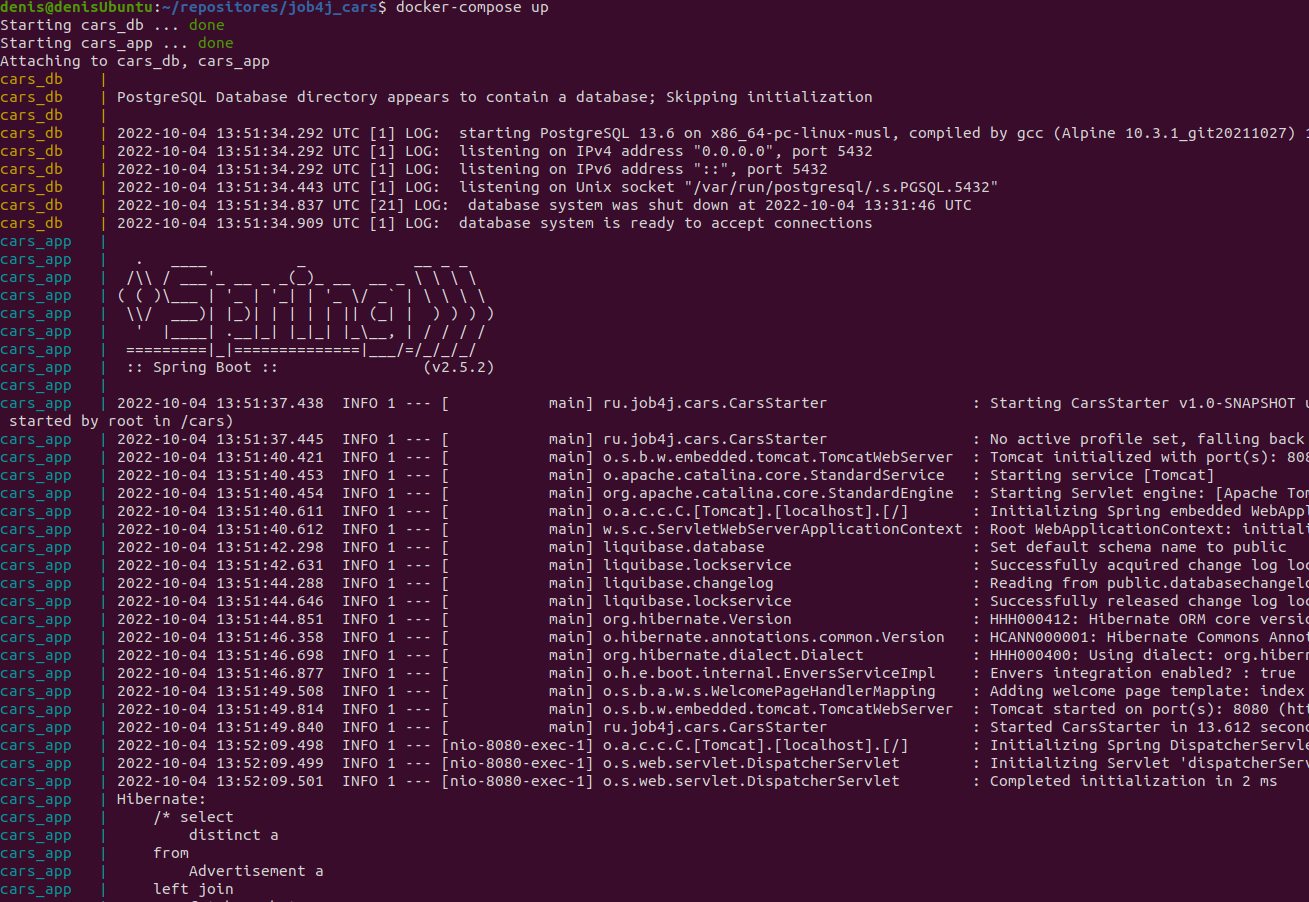 denis@denisUbuntu:~/repositores/job4j_cars$ docker-compose up
Starting cars_db ... done
Starting cars_app ... done
Attaching to cars_db, cars_app
cars_db    |
cars_db    | PostgreSQL Database directory appears to contain a database; Skipping initialization
cars_db    |
cars_db    | 2022-10-04 13:51:34.292 UTC [1] LOG:  starting PostgreSQL 13.6 on x86_64-pc-linux-musl, compiled by gcc (Alpine 10.3.1_git20211027)
cars_db    | 2022-10-04 13:51:34.292 UTC [1] LOG:  listening on IPv4 address "0.0.0.0", port 5432
cars_db    | 2022-10-04 13:51:34.292 UTC [1] LOG:  listening on IPv6 address "::", port 5432
cars_db    | 2022-10-04 13:51:34.443 UTC [1] LOG:  listening on Unix socket "/var/run/postgresql/.s.PGSQL.5432"
cars_db    | 2022-10-04 13:51:34.837 UTC [21] LOG:  database system was shut down at 2022-10-04 13:31:46 UTC
cars_db    | 2022-10-04 13:51:34.909 UTC [1] LOG:  database system is ready to accept connections
cars_app   |
cars_app   |   .   ____          _            __ _ _
cars_app   |  /\\ / ___'_ __ _ _(_)_ __  __ _ \ \ \ \
cars_app   | ( ( )\___ | '_ | '_| | '_ \/ _` | \ \ \ \
cars_app   |  \\/  ___)| |_)| | | | | || (_| |  ) ) ) )
cars_app   |   '  |____| .__|_| |_|_| |_\__, | / / / /
cars_app   |  =========|_|==============|___/=/_/_/_/
cars_app   |  :: Spring Boot ::                (v2.5.2)
cars_app   |
cars_app   | 2022-10-04 13:51:37.438  INFO 1 --- [           main] ru.job4j.cars.CarsStarter                : Starting CarsStarter v1.0-SNAPSHOT
 started by root in /cars)
cars_app   | 2022-10-04 13:51:37.445  INFO 1 --- [           main] ru.job4j.cars.CarsStarter                : No active profile set, falling back
cars_app   | 2022-10-04 13:51:40.421  INFO 1 --- [           main] o.s.b.w.embedded.tomcat.TomcatWebServer  : Tomcat initialized with port(s): 808
cars_app   | 2022-10-04 13:51:40.453  INFO 1 --- [           main] o.apache.catalina.core.StandardService   : Starting service [Tomcat]
cars_app   | 2022-10-04 13:51:40.454  INFO 1 --- [           main] org.apache.catalina.core.StandardEngine  : Starting Servlet engine: [Apache Tom
cars_app   | 2022-10-04 13:51:40.611  INFO 1 --- [           main] o.a.c.c.C.[Tomcat].[localhost].[/]       : Initializing Spring embedded WebAppl
cars_app   | 2022-10-04 13:51:40.612  INFO 1 --- [           main] w.s.c.ServletWebServerApplicationContext : Root WebApplicationContext: initiali
cars_app   | 2022-10-04 13:51:42.298  INFO 1 --- [           main] liquibase.database                       : Set default schema name to public
cars_app   | 2022-10-04 13:51:42.631  INFO 1 --- [           main] liquibase.lockservice                    : Successfully acquired change log loc
cars_app   | 2022-10-04 13:51:44.288  INFO 1 --- [           main] liquibase.changelog                      : Reading from public.databasechangelo
cars_app   | 2022-10-04 13:51:44.646  INFO 1 --- [           main] liquibase.lockservice                    : Successfully released change log loc
cars_app   | 2022-10-04 13:51:44.851  INFO 1 --- [           main] org.hibernate.Version                    : HHH000412: Hibernate ORM core versio
cars_app   | 2022-10-04 13:51:46.358  INFO 1 --- [           main] o.hibernate.annotations.common.Version   : HCANN000001: Hibernate Commons Annot
cars_app   | 2022-10-04 13:51:46.698  INFO 1 --- [           main] org.hibernate.dialect.Dialect            : HHH000400: Using dialect: org.hibern
cars_app   | 2022-10-04 13:51:46.877  INFO 1 --- [           main] o.h.e.boot.internal.EnversServiceImpl    : Envers integration enabled? : true
cars_app   | 2022-10-04 13:51:49.508  INFO 1 --- [           main] o.s.b.a.w.s.WelcomePageHandlerMapping    : Adding welcome page template: index
cars_app   | 2022-10-04 13:51:49.814  INFO 1 --- [           main] o.s.b.w.embedded.tomcat.TomcatWebServer  : Tomcat started on port(s): 8080 (htt
cars_app   | 2022-10-04 13:51:49.840  INFO 1 --- [           main] ru.job4j.cars.CarsStarter                : Started CarsStarter in 13.612 second
cars_app   | 2022-10-04 13:52:09.498  INFO 1 --- [nio-8080-exec-1] o.a.c.c.C.[Tomcat].[localhost].[/]       : Initializing Spring DispatcherServle
cars_app   | 2022-10-04 13:52:09.499  INFO 1 --- [nio-8080-exec-1] o.s.web.servlet.DispatcherServlet        : Initializing Servlet 'dispatcherServ
cars_app   | 2022-10-04 13:52:09.501  INFO 1 --- [nio-8080-exec-1] o.s.web.servlet.DispatcherServlet        : Completed initialization in 2 ms
cars_app   | Hibernate:
cars_app   |     /* select
cars_app   |         distinct a
cars_app   |     from
cars_app   |         Advertisement a
cars_app   |     left join